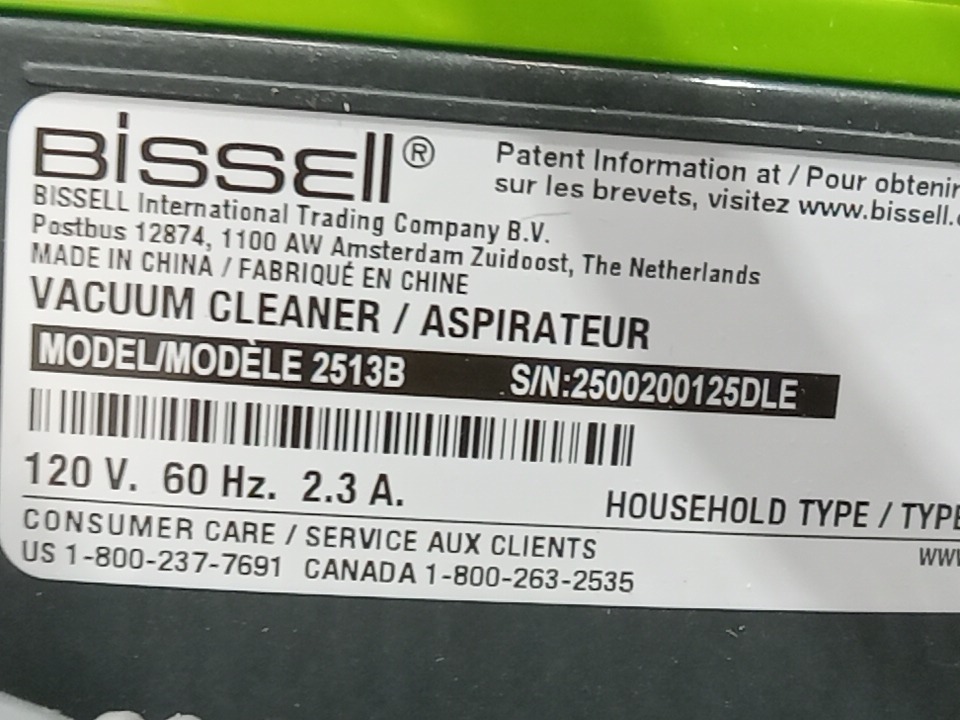 BISSELL®
Patent Information at / Pour obtenir
sur les brevets, visitez www.bissell.
BISSELL International Trading Company B.V.
Postbus 12874, 1100 AW Amsterdam Zuidoost, The Netherlands
MADE IN CHINA / FABRIQUÉ EN CHINE
VACUUM CLEANER / ASPIRATEUR
MODEL/MODÈLE 2513B S/N:2500200125DLE
120 V. 60 Hz. 2.3 A.
HOUSEHOLD TYPE / TYPE
CONSUMER CARE / SERVICE AUX CLIENTS
US 1-800-237-7691 CANADA 1-800-263-2535